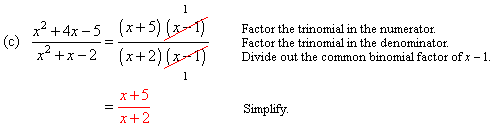 1
(c) x²+4x−5 / x²+x−2 = (x+5)(x−1) / (x+2)(x−1) Factor the trinomial in the numerator.
Factor the trinomial in the denominator.
Divide out the common binomial factor of x − 1.
1
= x+5 / x+2 Simplify.